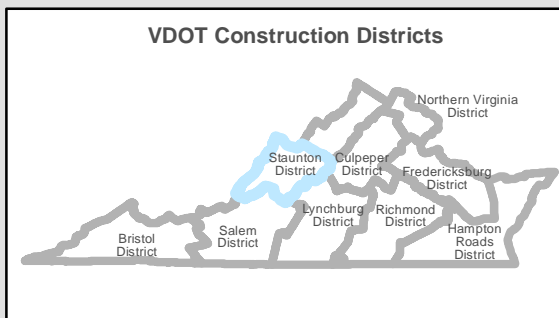 VDOT Construction Districts
Northern Virginia
District
Staunton
District
Culpeper
District
Fredericksburg
District
Lynchburg
District
Richmond
District
Hampton
Roads
District
Salem
District
Bristol
District